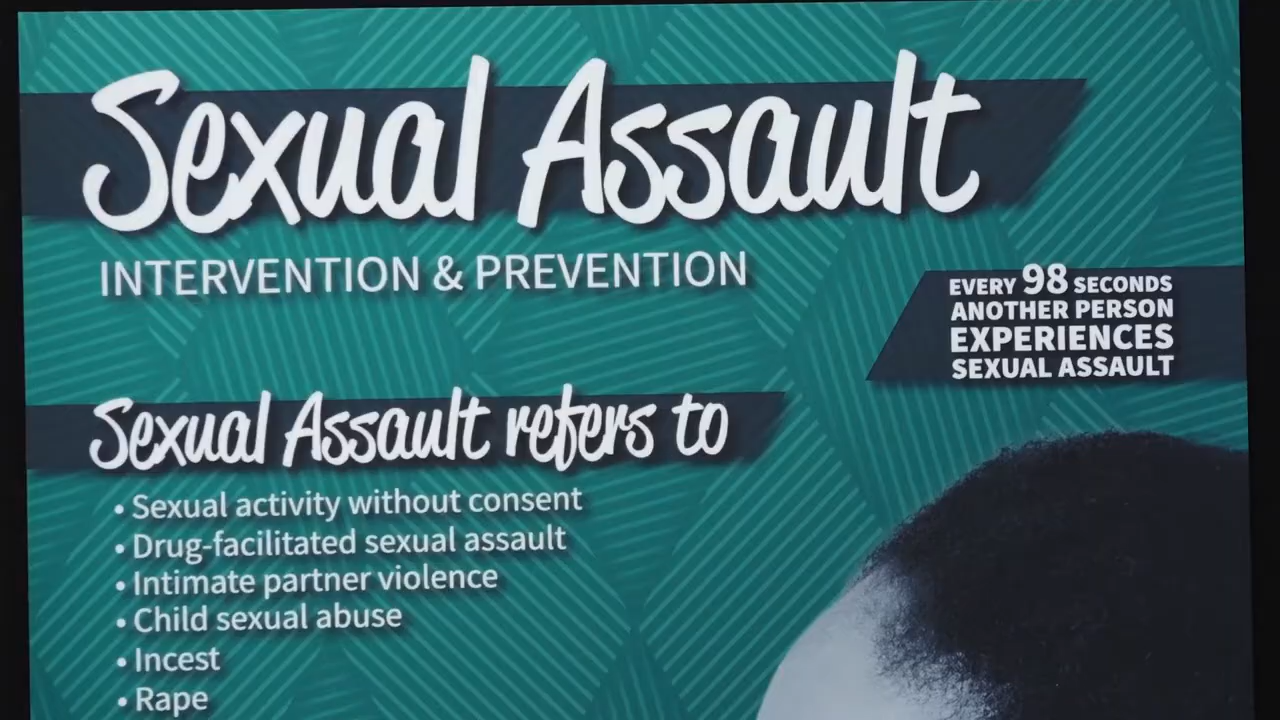 Sexual Assault
INTERVENTION & PREVENTION
EVERY 98 SECONDS
ANOTHER PERSON
EXPERIENCES
SEXUAL ASSAULT
Sexual Assault refers to
• Sexual activity without consent
• Drug-facilitated sexual assault
• Intimate partner violence
• Child sexual abuse
• Incest
• Rape